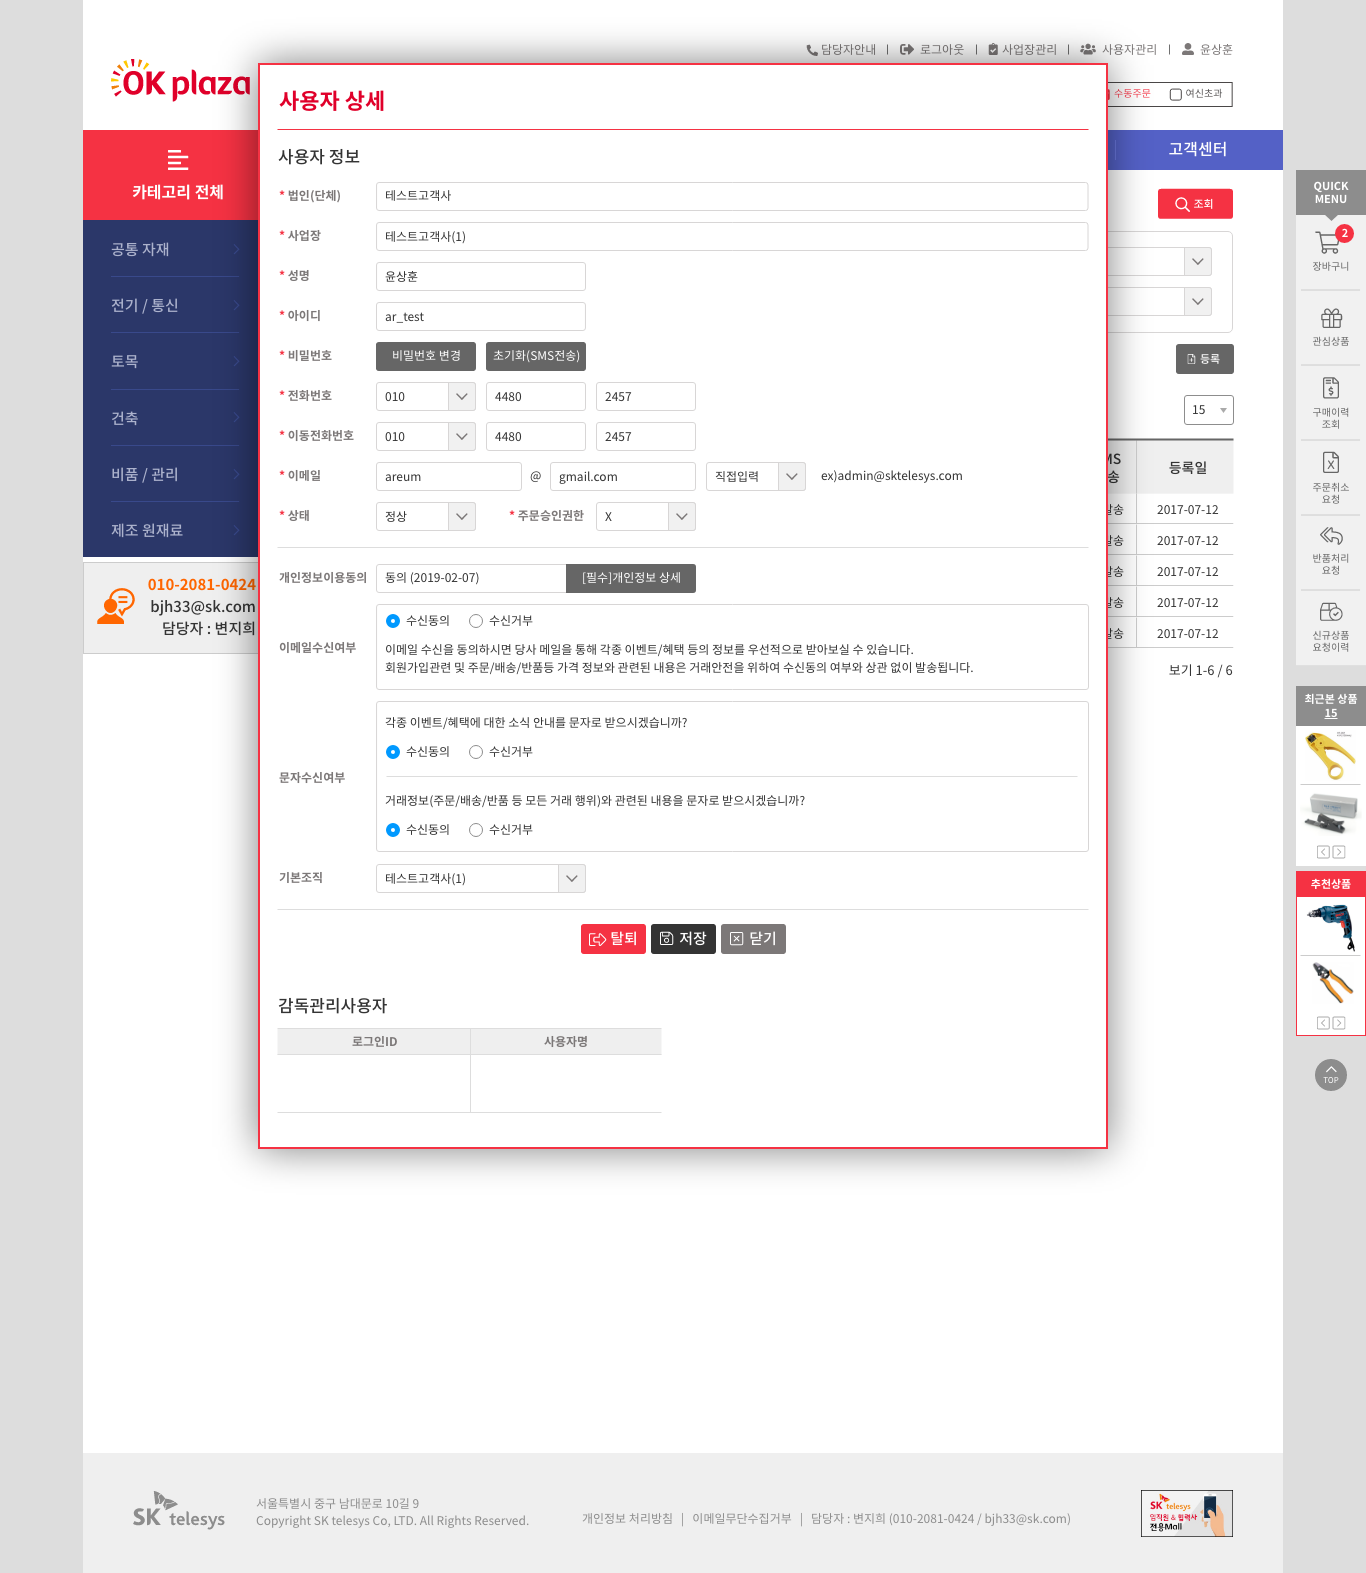 담당자안내
로그아웃
사업장관리
사용자관리
윤상훈
OK plaza
수동주문
여신초과
카테고리 전체
고객센터
공통 자재
전기 / 통신
토목
건축
비품 / 관리
제조 원재료
010-2081-0424
bjh33@sk.com
담당자 : 변지희
조회
등록
15
등록일
2017-07-12
2017-07-12
2017-07-12
2017-07-12
2017-07-12
보기 1-6 / 6
사용자 상세
사용자 정보
* 법인(단체) 테스트고객사
* 사업장 테스트고객사(1)
* 성명 윤상훈
* 아이디 ar_test
* 비밀번호 비밀번호 변경 초기화(SMS전송)
* 전화번호 010 4480 2457
* 이동전화번호 010 4480 2457
* 이메일 areum @ gmail.com 직접입력 ex)admin@sktelesys.com
* 상태 정상 * 주문승인권한 X
개인정보이용동의 동의 (2019-02-07) [필수]개인정보 상세
수신동의 수신거부
이메일수신여부
이메일 수신을 동의하시면 당사 메일을 통해 각종 이벤트/혜택 등의 정보를 우선적으로 받아보실 수 있습니다.
회원가입관련 및 주문/배송/반품등 가격 정보와 관련된 내용은 거래안전을 위하여 수신동의 여부와 상관 없이 발송됩니다.
각종 이벤트/혜택에 대한 소식 안내를 문자로 받으시겠습니까?
수신동의 수신거부
문자수신여부
거래정보(주문/배송/반품 등 모든 거래 행위)와 관련된 내용을 문자로 받으시겠습니까?
수신동의 수신거부
기본조직 테스트고객사(1)
탈퇴 저장 닫기
감독관리사용자
로그인ID 사용자명
QUICK
MENU
2
장바구니
관심상품
구매이력
조회
주문취소
요청
반품처리
요청
신규상품
요청이력
최근본 상품
15
추천상품
TOP
SK telesys
서울특별시 중구 남대문로 10길 9
Copyright SK telesys Co, LTD. All Rights Reserved.
개인정보 처리방침 | 이메일무단수집거부 | 담당자 : 변지희 (010-2081-0424 / bjh33@sk.com)
SK telesys
임직원 & 협력사
전용Mall